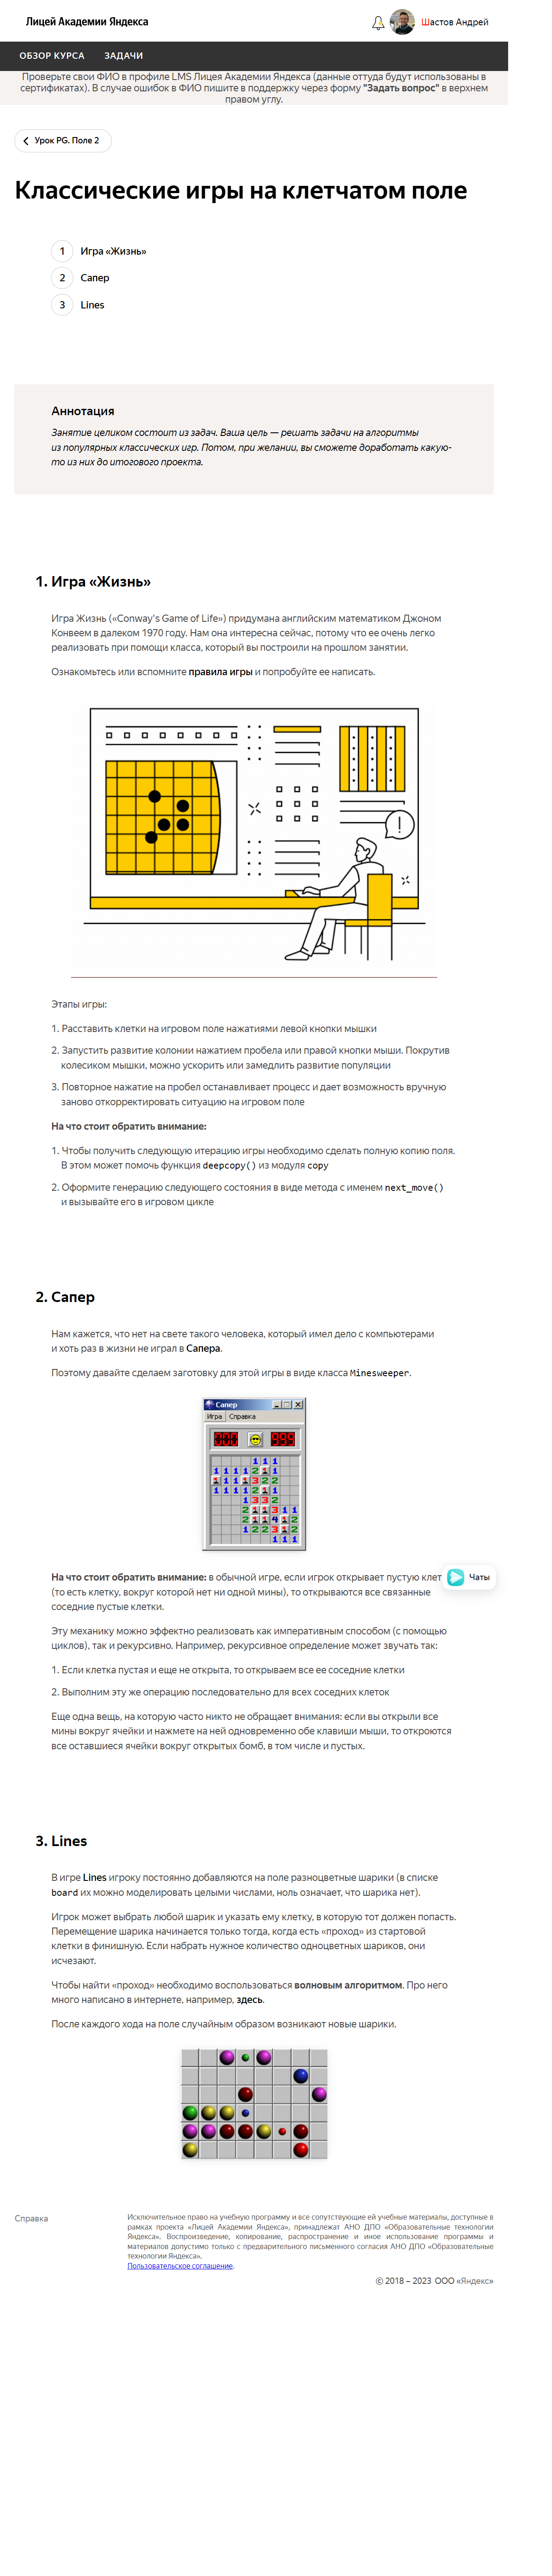 Лицей Академии Яндекса
Шастов Андрей
ОБЗОР КУРСА ЗАДАЧИ
Проверьте свои ФИО в профиле LMS Лицея Академии Яндекса (данные оттуда будут использованы в
сертификатах). В случае ошибок в ФИО пишите в поддержку через форму "Задать вопрос" в верхнем
правом углу.
Урок PG. Поле 2
Классические игры на клетчатом поле
1 Игра «Жизнь»
2 Сапер
3 Lines
Аннотация
Занятие целиком состоит из задач. Ваша цель — решать задачи на алгоритмы
из популярных классических игр. Потом, при желании, вы сможете доработать какую-
то из них до итогового проекта.
1. Игра «Жизнь»
Игра Жизнь («Conway's Game of Life») придумана английским математиком Джоном
Конвеем в далеком 1970 году. Нам она интересна сейчас, потому что ее очень легко
реализовать при помощи класса, который вы построили на прошлом занятии.
Ознакомьтесь или вспомните правила игры и попробуйте ее написать.
Этапы игры:
1. Расставить клетки на игровом поле нажатиями левой кнопки мышки
2. Запустить развитие колонии нажатием пробела или правой кнопки мыши. Покрутив
колесиком мышки, можно ускорить или замедлить развитие популяции
3. Повторное нажатие на пробел останавливает процесс и дает возможность вручную
заново откорректировать ситуацию на игровом поле
На что стоит обратить внимание:
1. Чтобы получить следующую итерацию игры необходимо сделать полную копию поля.
В этом может помочь функция deepcopy() из модуля copy
2. Оформите генерацию следующего состояния в виде метода с именем next_move()
и вызывайте его в игровом цикле
2. Сапер
Нам кажется, что нет на свете такого человека, который имел дело с компьютерами
и хоть раз в жизни не играл в Сапера.
Поэтому давайте сделаем заготовку для этой игры в виде класса Minesweeper.
Сапер
Игра Справка
На что стоит обратить внимание: в обычной игре, если игрок открывает пустую клет
Чаты
(то есть клетку, вокруг которой нет ни одной мины), то открываются все связанные
соседние пустые клетки.
Эту механику можно эффектно реализовать как императивным способом (с помощью
циклов), так и рекурсивно. Например, рекурсивное определение может звучать так:
1. Если клетка пустая и еще не открыта, то открываем все ее соседние клетки
2. Выполним эту же операцию последовательно для всех соседних клеток
Еще одна вещь, на которую часто никто не обращает внимания: если вы открыли все
мины вокруг ячейки и нажмете на ней одновременно обе клавиши мыши, то откроются
все оставшиеся ячейки вокруг открытых бомб, в том числе и пустых.
3. Lines
В игре Lines игроку постоянно добавляются на поле разноцветные шарики (в списке
board их можно моделировать целыми числами, ноль означает, что шарика нет).
Игрок может выбрать любой шарик и указать ему клетку, в которую тот должен попасть.
Перемещение шарика начинается только тогда, когда есть «проход» из стартовой
клетки в финишную. Если набрать нужное количество одноцветных шариков, они
исчезают.
Чтобы найти «проход» необходимо воспользоваться волновым алгоритмом. Про него
много написано в интернете, например, здесь.
После каждого хода на поле случайным образом возникают новые шарики.
Справка
Исключительное право на учебную программу и все сопутствующие ей учебные материалы, доступные в
рамках проекта «Лицей Академии Яндекса», принадлежат АНО ДПО «Образовательные технологии
Яндекса». Воспроизведение, копирование, распространение и иное использование программы и
материалов допустимо только с предварительного письменного согласия АНО ДПО «Образовательные
технологии Яндекса».
Пользовательское соглашение.
© 2018 – 2023 ООО «Яндекс»